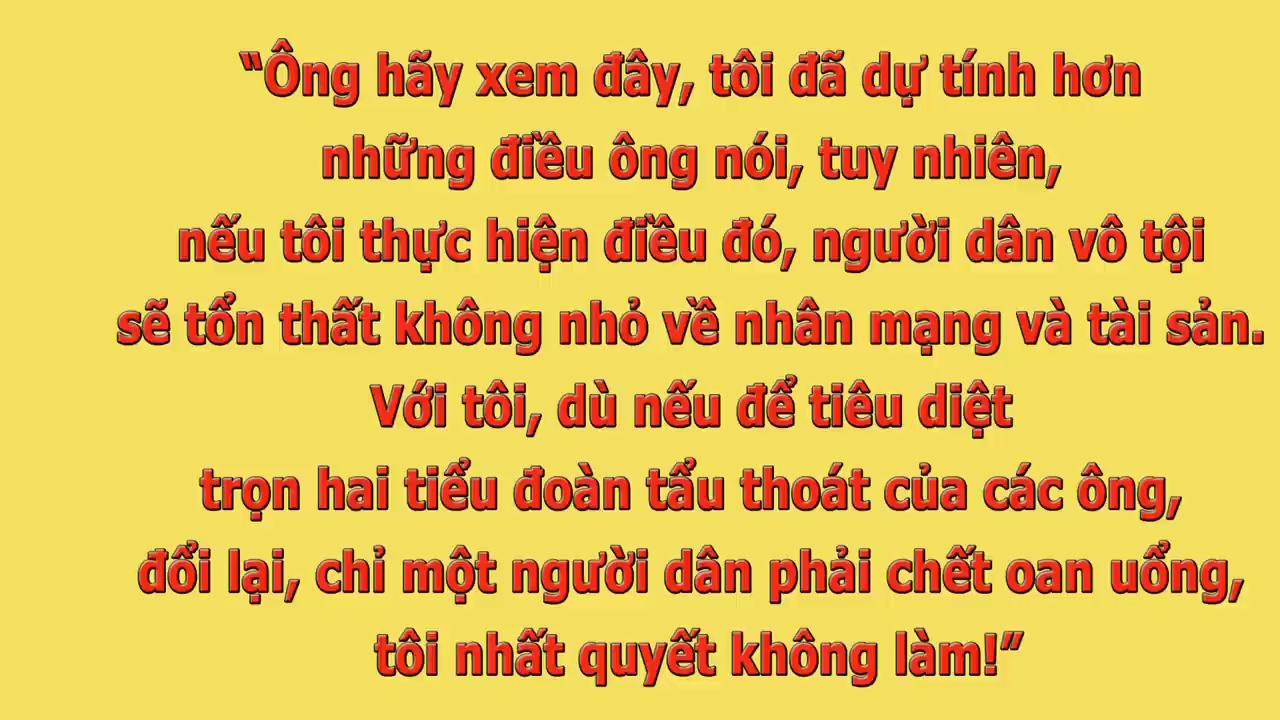 “Ông hãy xem đây, tôi đã dự tính hơn
những điều ông nói, tuy nhiên,
nếu tôi thực hiện điều đó, người dân vô tội
sẽ tổn thất không nhỏ về nhân mạng và tài sản.
Với tôi, dù nếu để tiêu diệt
trọn hai tiểu đoàn tẩu thoát của các ông,
đổi lại, chỉ một người dân phải chết oan uổng,
tôi nhất quyết không làm!”